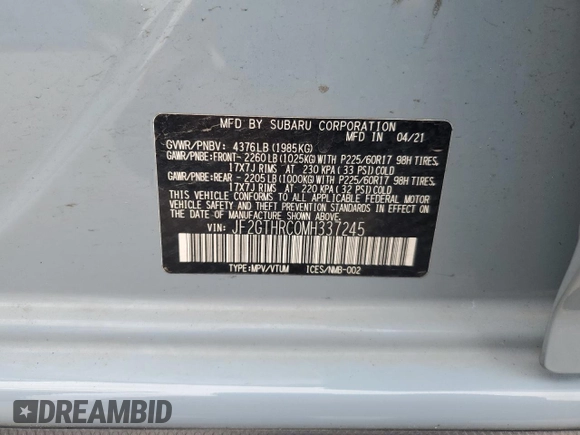 MFD BY SUBARU CORPORATION
MFD IN 04/21
GVWR/PNBV: 4376LB (1985KG)
GAWR/PNBE:FRONT-2260LB(1025KG)WITH P225/60R17 98H TIRES,
17X7J RIMS AT 230 KPA (33 PSI)COLD
GAWR/PNBE:REAR -2205LB(1000KG)WITH P225/60R17 98H TIRES,
17X7J RIMS AT 220 KPA (32 PSI)COLD
THIS VEHICLE CONFORMS TO ALL APPLICABLE FEDERAL MOTOR
VEHICLE SAFETY AND THEFT PREVENTION STANDARDS IN EFFECT
ON THE DATE OF MANUFACTURE SHOWN ABOVE.
VIN: JF2GTHRC0MH337245
TYPE:MPV/VTUM ICES/NMB-002
DREAMBID